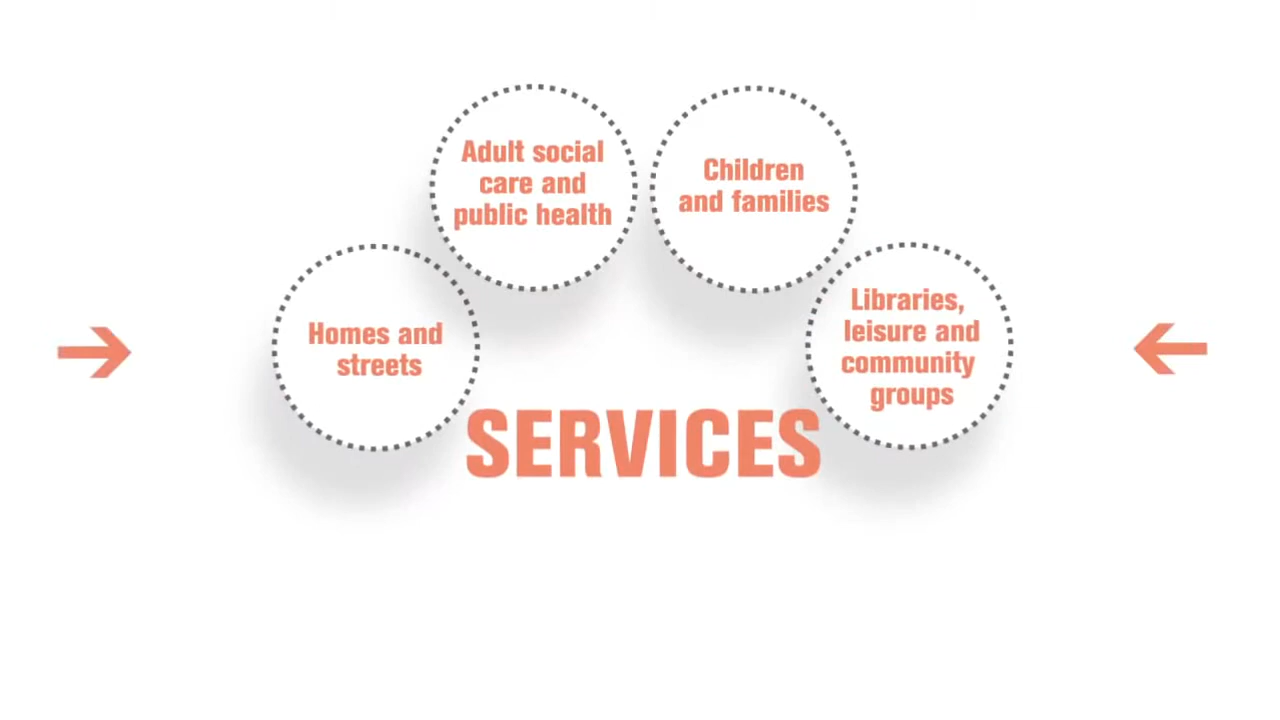 Adult social
care and
public health
Children
and families
Homes and
streets
Libraries,
leisure and
community
groups
SERVICES